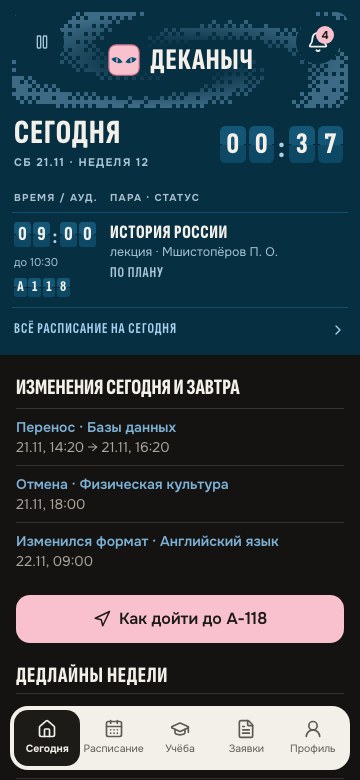 4
ДЕКАНЫЧ
СЕГОДНЯ
00:37
СБ 21.11 · НЕДЕЛЯ 12
ВРЕМЯ / АУД. ПАРА · СТАТУС
09:00 ИСТОРИЯ РОССИИ
лекция · Мшистопёров П. О.
до 10:30
ПО ПЛАНУ
А118
ВСЁ РАСПИСАНИЕ НА СЕГОДНЯ
ИЗМЕНЕНИЯ СЕГОДНЯ И ЗАВТРА
Перенос · Базы данных
21.11, 14:20 → 21.11, 16:20
Отмена · Физическая культура
21.11, 18:00
Изменился формат · Английский язык
22.11, 09:00
Как дойти до А-118
ДЕДЛАЙНЫ НЕДЕЛИ
Сегодня Расписание Учёба Заявки Профиль